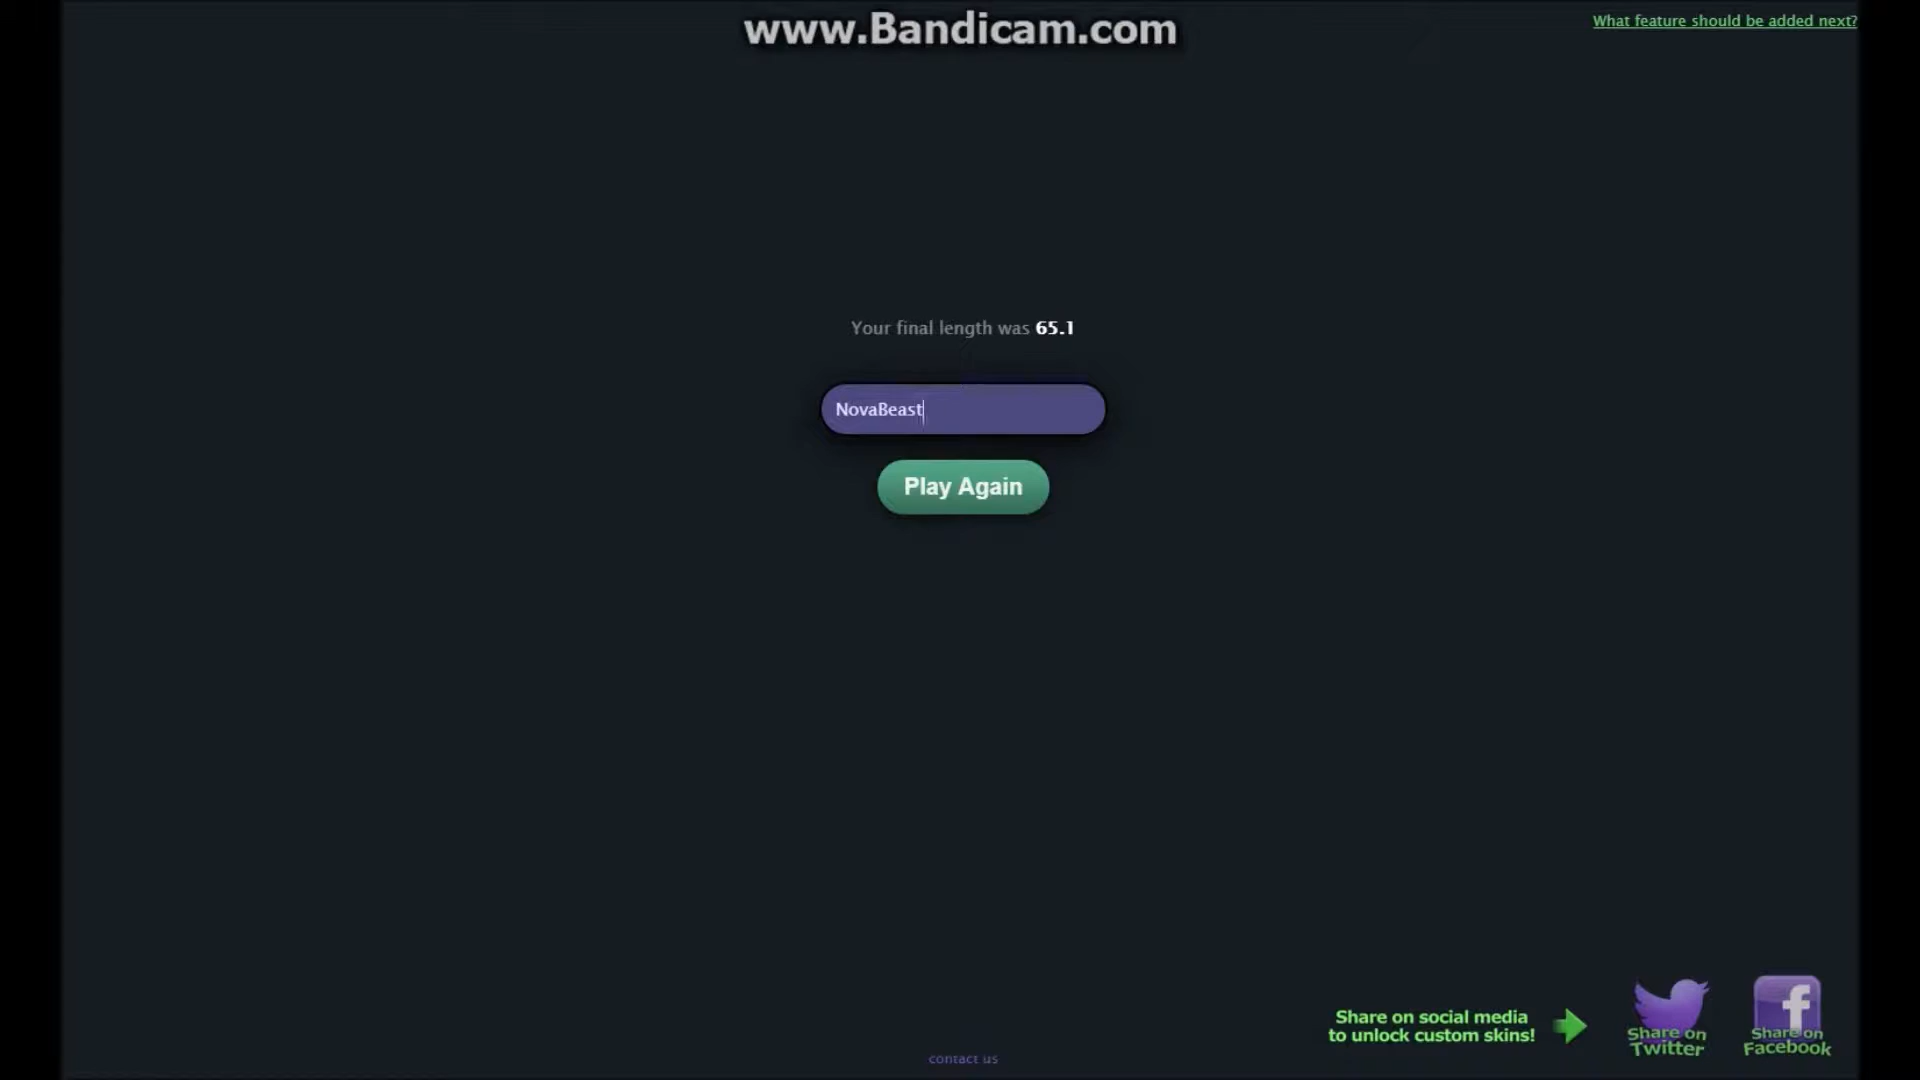 www.Bandicam.com
What feature should be added next?
Your final length was 65.1
NovaBeast
Play Again
Share on social media
to unlock custom skins!
Share on
Twitter
Share on
Facebook
contact us